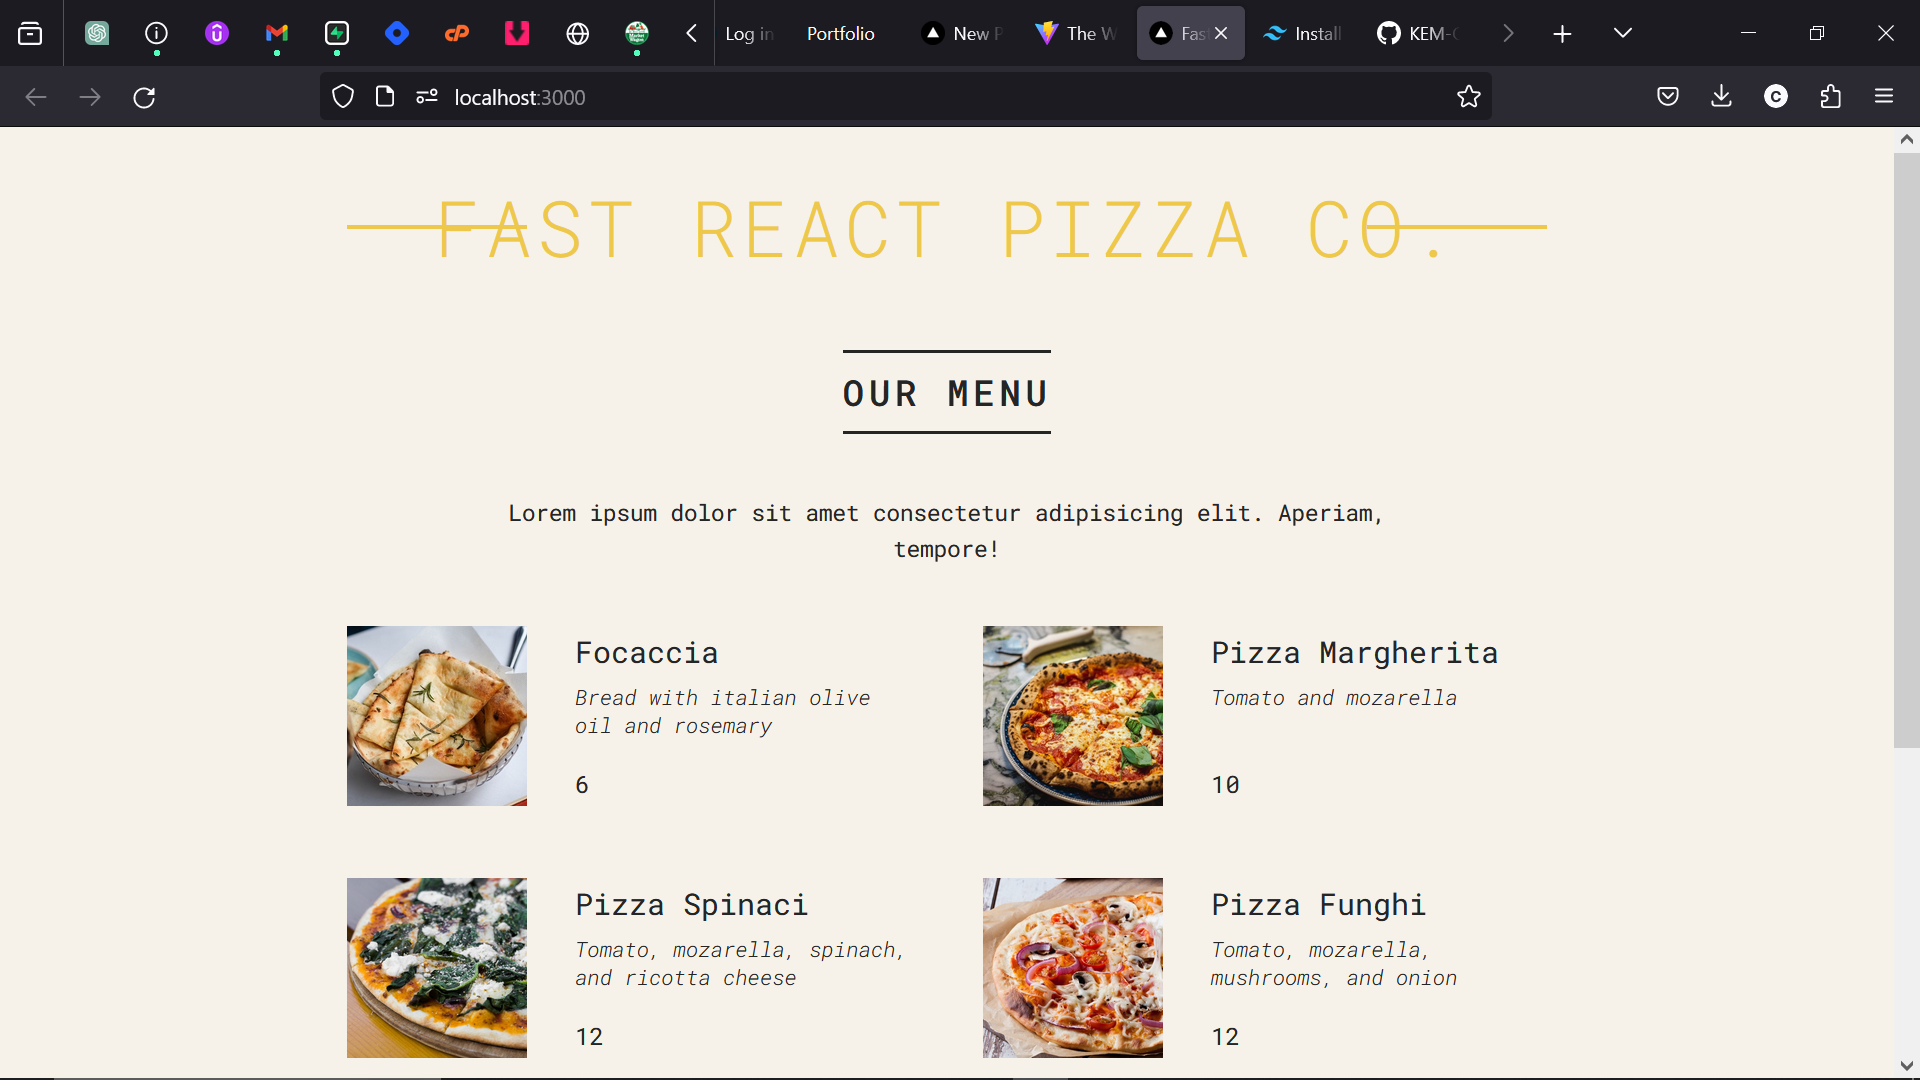 Log in
Portfolio
New P
The W
Fas
Install
KEM-C
localhost:3000
FAST REACT PIZZA CO.
OUR MENU
Lorem ipsum dolor sit amet consectetur adipisicing elit. Aperiam,
tempore!
Focaccia
Bread with italian olive
oil and rosemary
6
Pizza Margherita
Tomato and mozarella
10
Pizza Spinaci
Tomato, mozarella, spinach,
and ricotta cheese
12
Pizza Funghi
Tomato, mozarella,
mushrooms, and onion
12